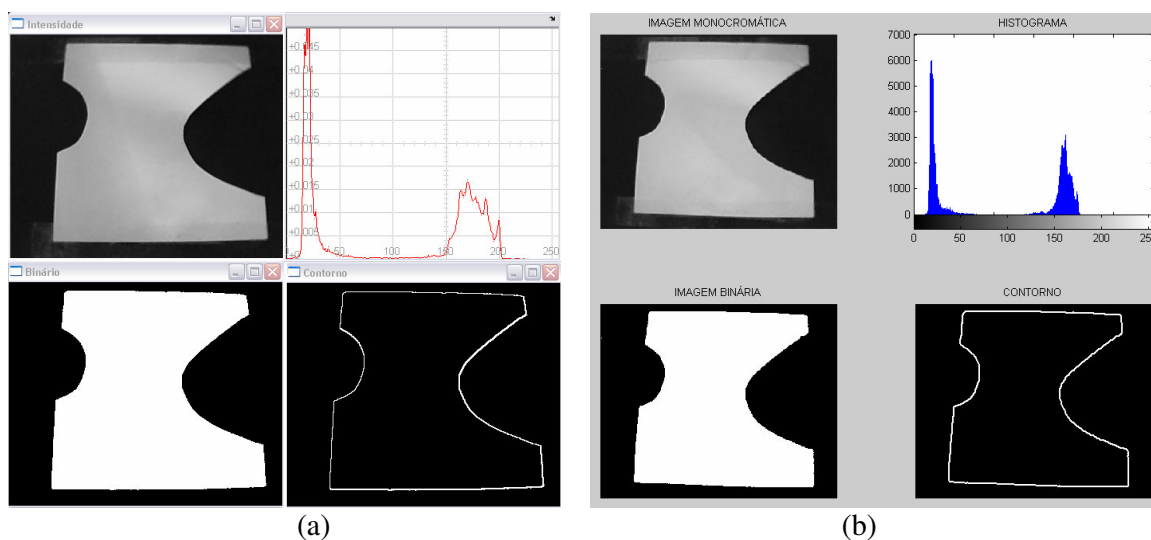 Intensidade
+0.045
+0.04
+0.035
+0.03
+0.025
+0.02
+0.015
+0.01
+0.005
+0
50 100 150 200 250
Binário
Contorno
(a)
IMAGEM MONOCROMÁTICA
HISTOGRAMA
7000
6000
5000
4000
3000
2000
1000
0
0 50 100 150 200 250
IMAGEM BINÁRIA
CONTORNO
(b)